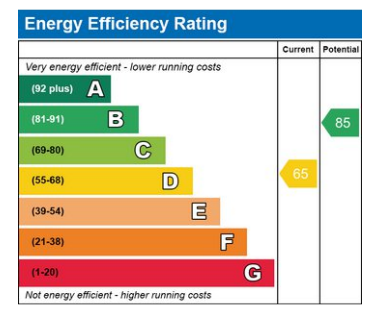 Energy Efficiency Rating
Current Potential
Very energy efficient - lower running costs
(92 plus) A
(81-91) B 85
(69-80) C
(55-68) D 65
(39-54) E
(21-38) F
(1-20) G
Not energy efficient - higher running costs